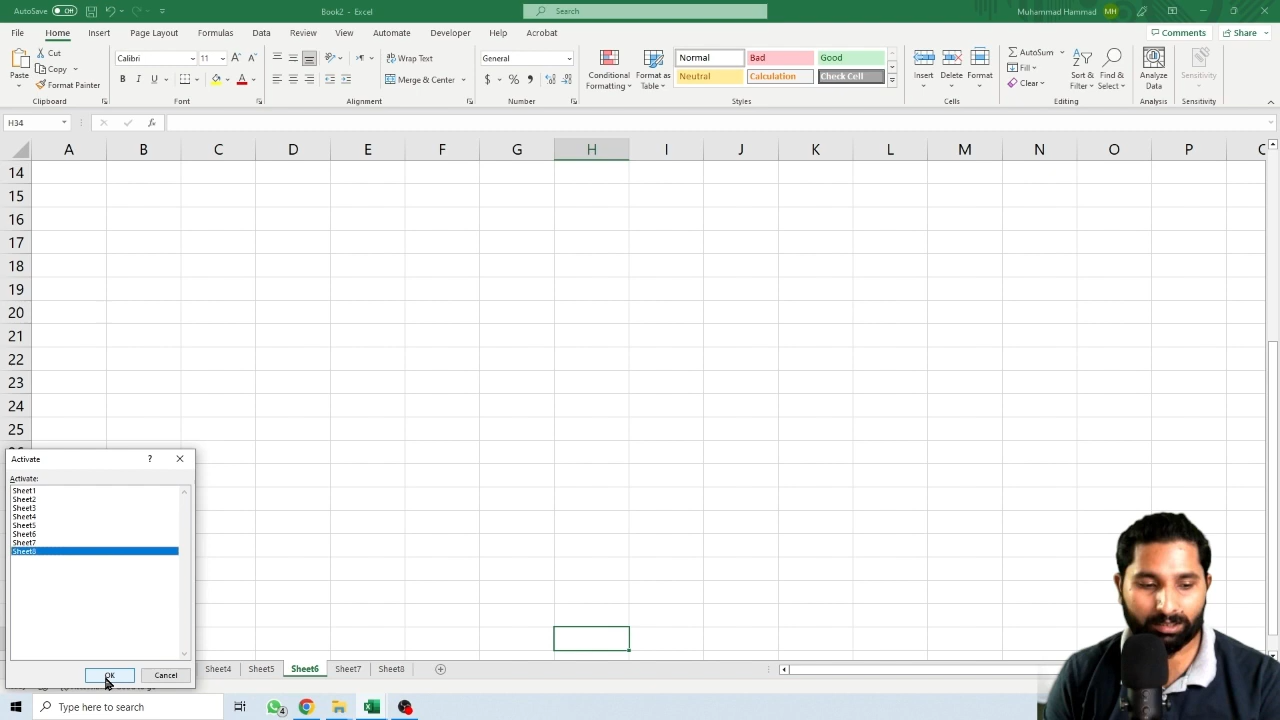 AutoSave Off Book2 - Excel Search Muhammad Hammad MH
File Home Insert Page Layout Formulas Data Review View Automate Developer Help Acrobat Comments Share
Paste Cut Copy Format Painter
Calibri 11 A A Wrap Text General
B I U A Merge & Center $ % ,
Conditional Formatting Format as Table
Normal Bad Good
Neutral Calculation Check Cell
Insert Delete Format
AutoSum Fill Clear
Sort & Filter Find & Select Analyze Data Sensitivity
Clipboard Font Alignment Number Styles Cells Editing Analysis Sensitivity
H34 fx
A B C D E F G H I J K L M N O P
14
15
16
17
18
19
20
21
22
23
24
25
Activate ?
Activate:
Sheet1
Sheet2
Sheet3
Sheet4
Sheet5
Sheet6
Sheet7
Sheet8
OK Cancel
Sheet4 Sheet5 Sheet6 Sheet7 Sheet8
Type here to search 4